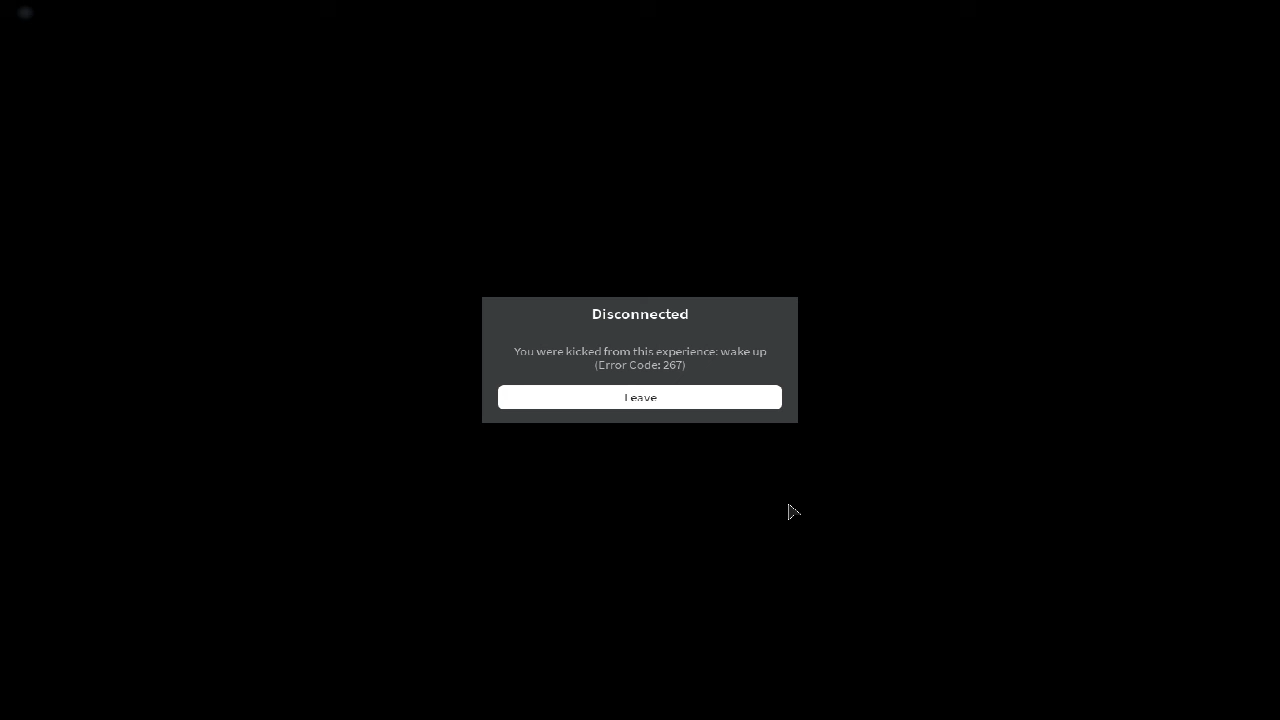 Disconnected
You were kicked from this experience: wake up
(Error Code: 267)
Leave